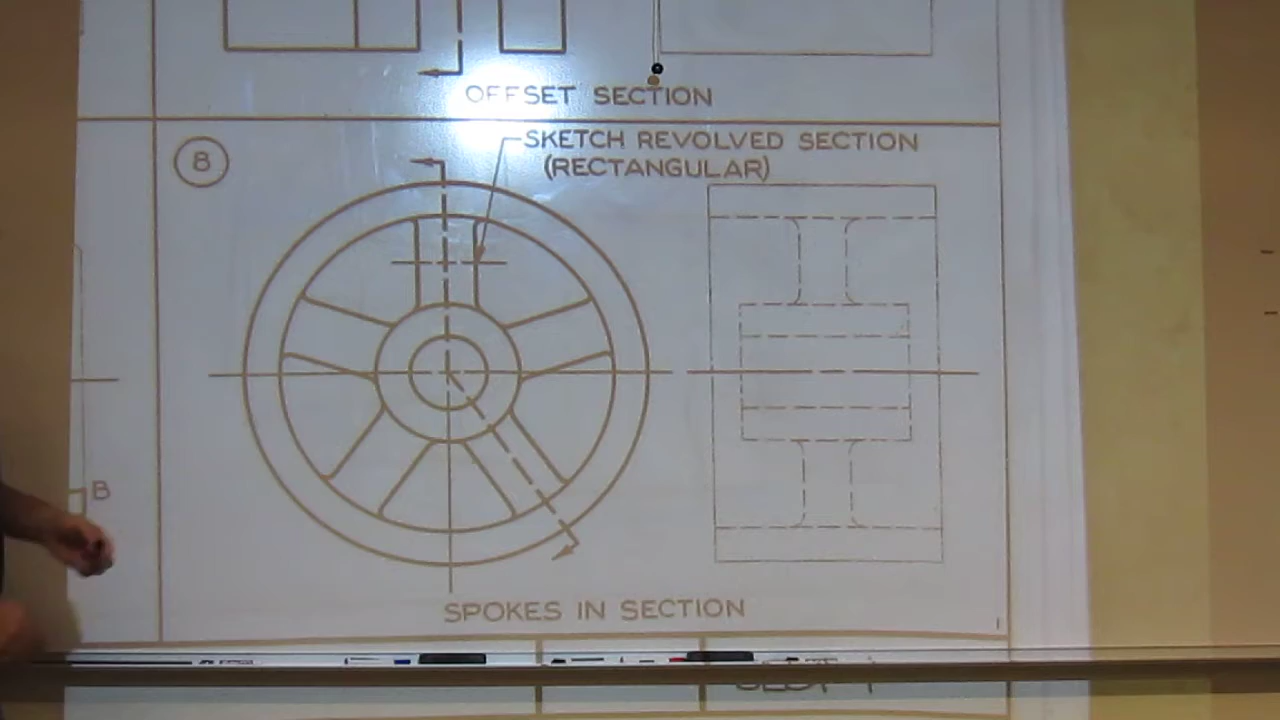 OFFSET SECTION
B
SKETCH REVOLVED SECTION
(RECTANGULAR)
B
SPOKES IN SECTION